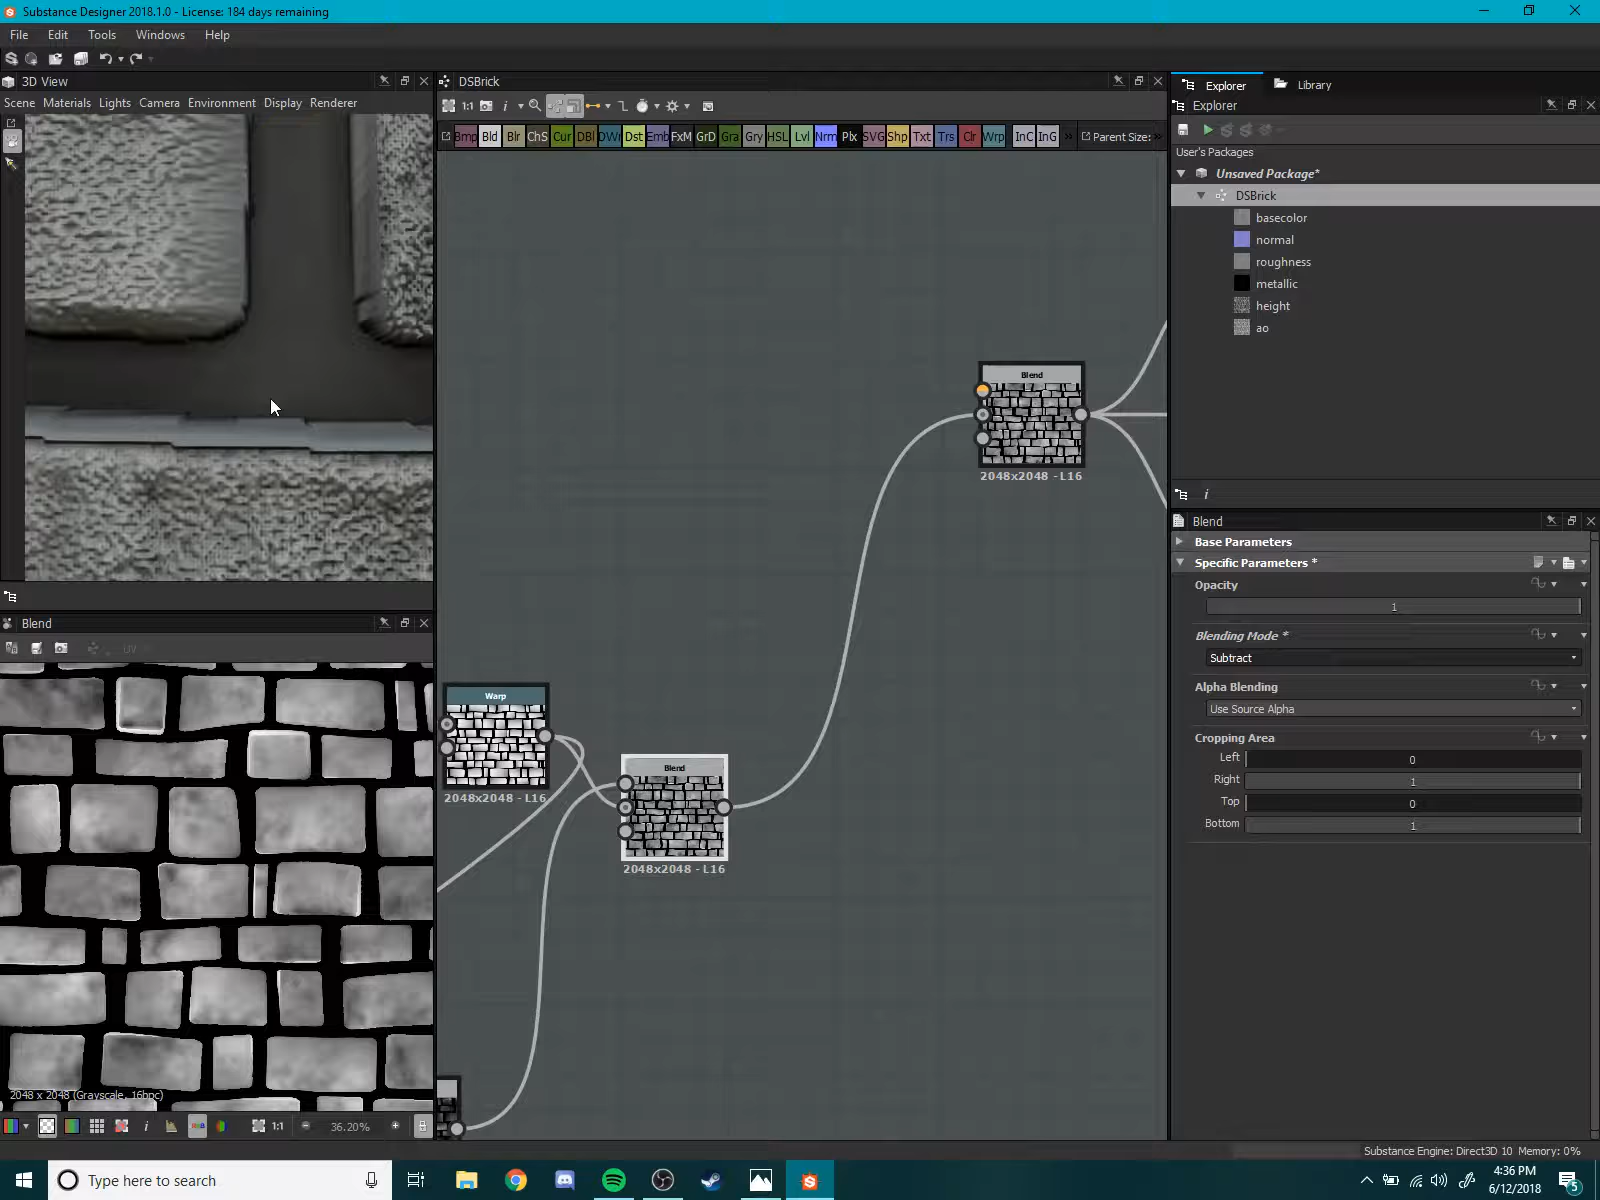 Substance Designer 2018.1.0 - License: 184 days remaining
File Edit Tools Windows Help
3D View
Scene Materials Lights Camera Environment Display Renderer
DSBrick
1:1 i
Bmp Bld Blr ChS Cur DBl DWr Dst Emb FxM GrD Gra Gry HSL Lvl Nrm Plx SVG Shp Txt Trs Clr Wrp InC InG » Parent Size: »
Explorer Library
Explorer
User's Packages
Unsaved Package*
DSBrick
basecolor
normal
roughness
metallic
height
ao
i
Blend
2048x2048 - L16
Warp
2048x2048 - L16
Blend
2048x2048 - L16
Blend
Base Parameters
Specific Parameters *
Opacity
1
Blending Mode *
Subtract
Alpha Blending
Use Source Alpha
Cropping Area
Left 0
Right 1
Top 0
Bottom 1
Blend
UV
2048 x 2048 (Grayscale, 16bpc)
i 1:1 36.20%
Substance Engine: Direct3D 10 Memory: 0%
Type here to search
4:36 PM
6/12/2018
5